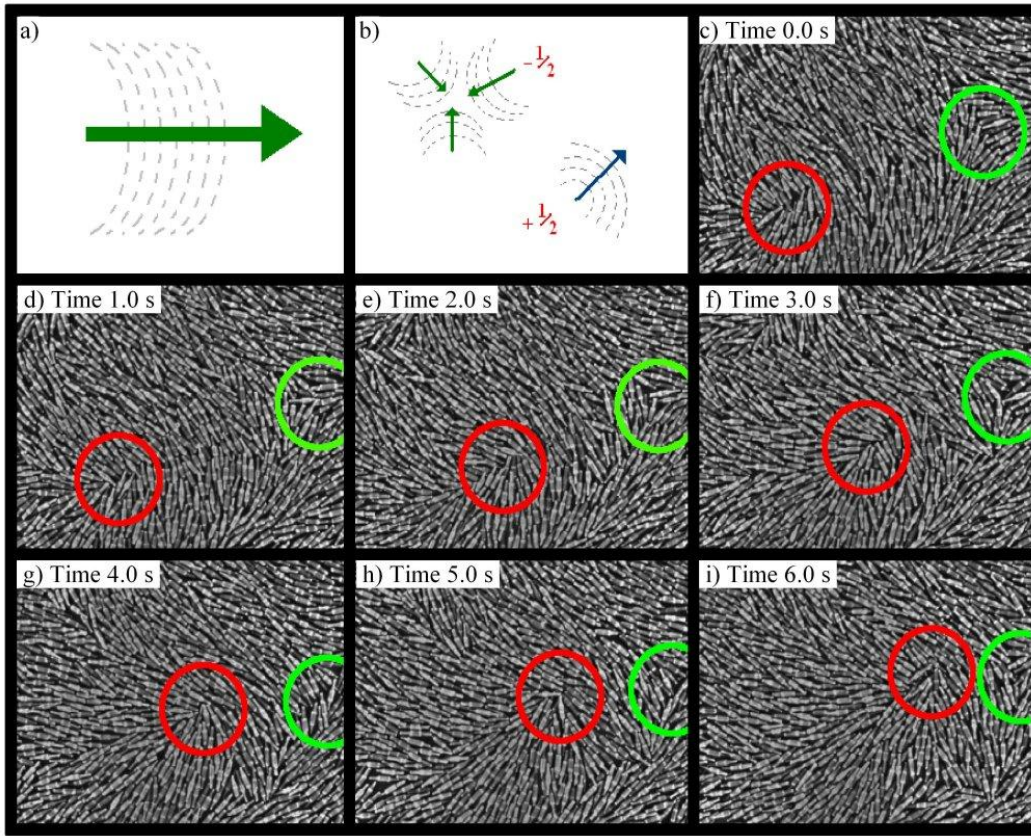 a)
b)
- 1/2
+ 1/2
c) Time 0.0 s
d) Time 1.0 s
e) Time 2.0 s
f) Time 3.0 s
g) Time 4.0 s
h) Time 5.0 s
i) Time 6.0 s